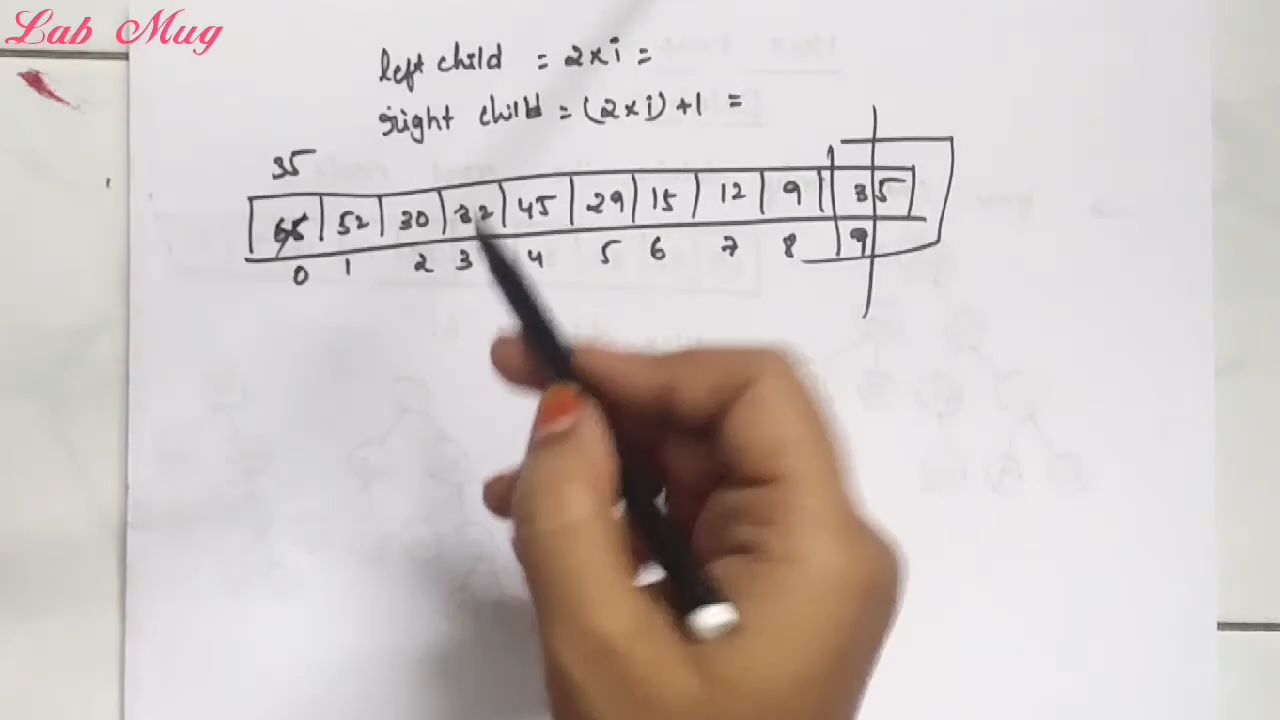 Lab Mug
left child = 2×i =
right child = (2×i)+1 =
35
65 52 30 32 45 29 15 12 9 35
0 1 2 3 4 5 6 7 8 9